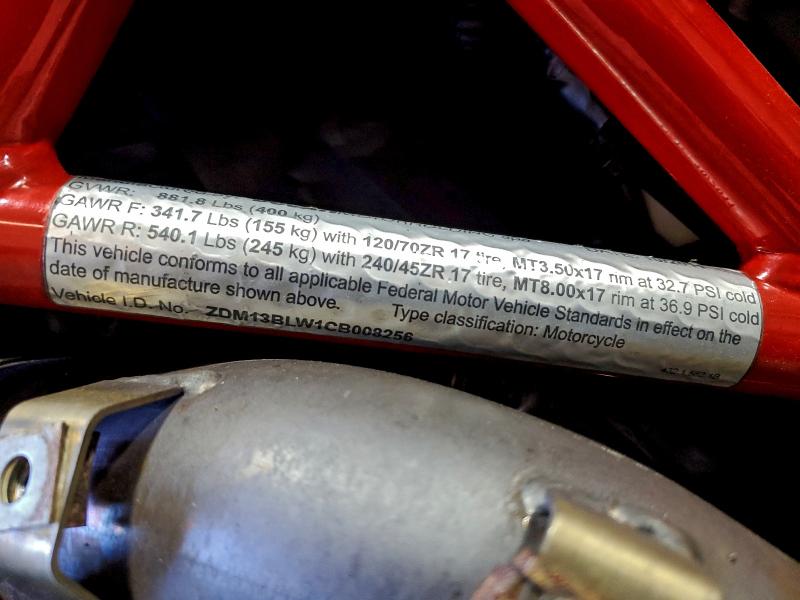 GVWR: 881.8 Lbs (400 kg)
GAWR F: 341.7 Lbs (155 kg) with 120/70ZR 17 tire, MT3.50x17 rim at 32.7 PSI cold
GAWR R: 540.1 Lbs (245 kg) with 240/45ZR 17 tire, MT8.00x17 rim at 36.9 PSI cold
This vehicle conforms to all applicable Federal Motor Vehicle Standards in effect on the
date of manufacture shown above. Type classification: Motorcycle
Vehicle I.D. No. ZDM13BLW1CB008256